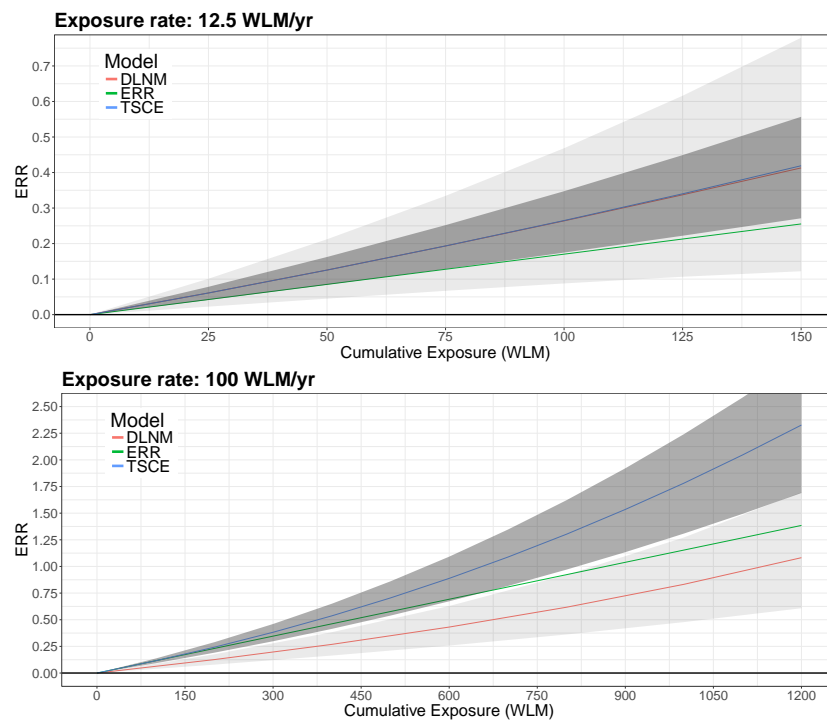 Exposure rate: 12.5 WLM/yr
Model
DLNM
ERR
TSCE
ERR
0.7
0.6
0.5
0.4
0.3
0.2
0.1
0.0
0 25 50 75 100 125 150
Cumulative Exposure (WLM)
Exposure rate: 100 WLM/yr
Model
DLNM
ERR
TSCE
ERR
2.50
2.25
2.00
1.75
1.50
1.25
1.00
0.75
0.50
0.25
0.00
0 150 300 450 600 750 900 1050 1200
Cumulative Exposure (WLM)